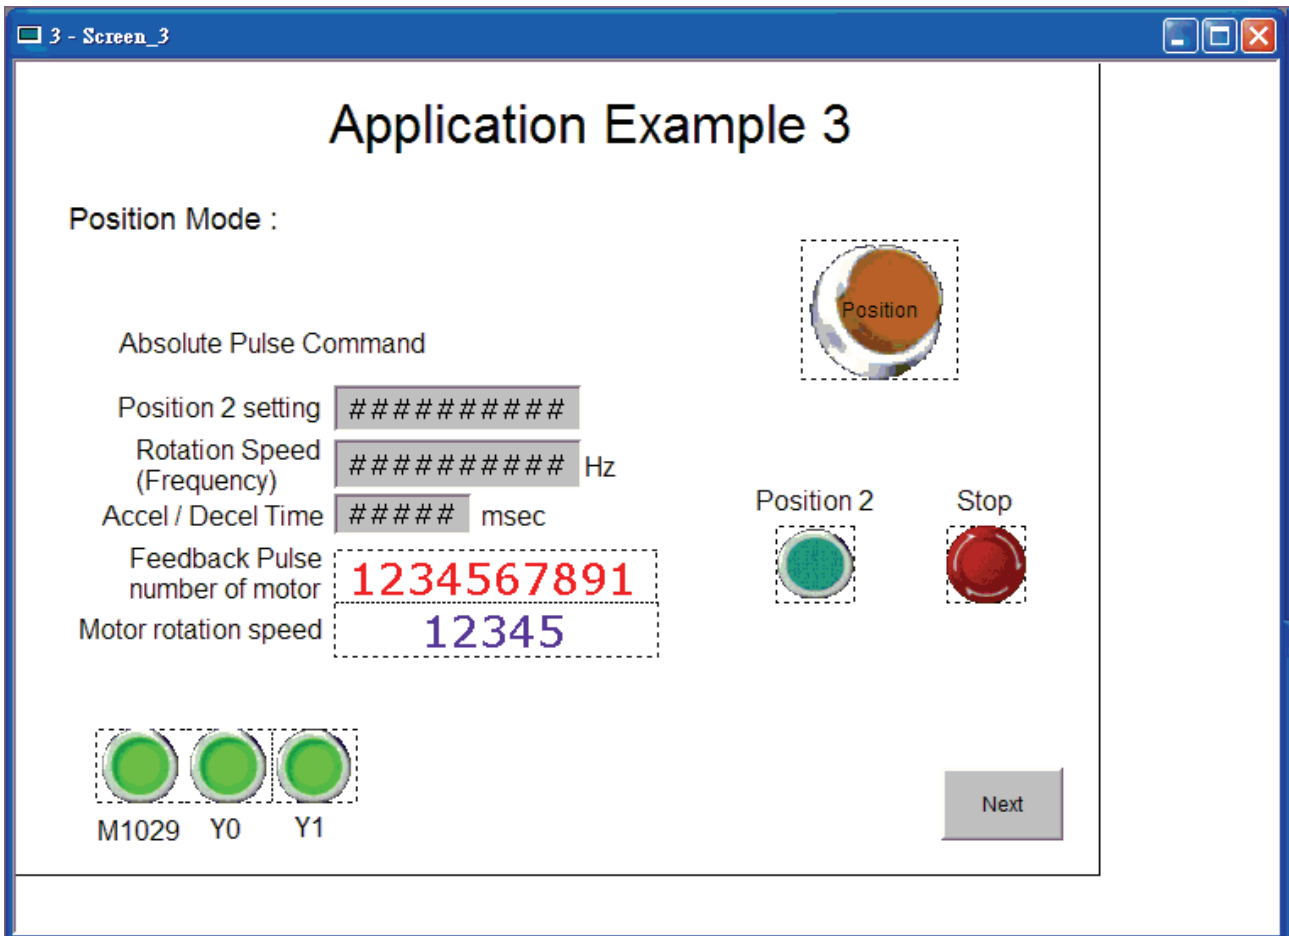 3 - Screen_3
Application Example 3
Position Mode :
Position
Absolute Pulse Command
Position 2 setting ##########
Rotation Speed
(Frequency) ########## Hz
Accel / Decel Time ##### msec
Position 2 Stop
Feedback Pulse
number of motor 1234567891
Motor rotation speed 12345
M1029 Y0 Y1
Next